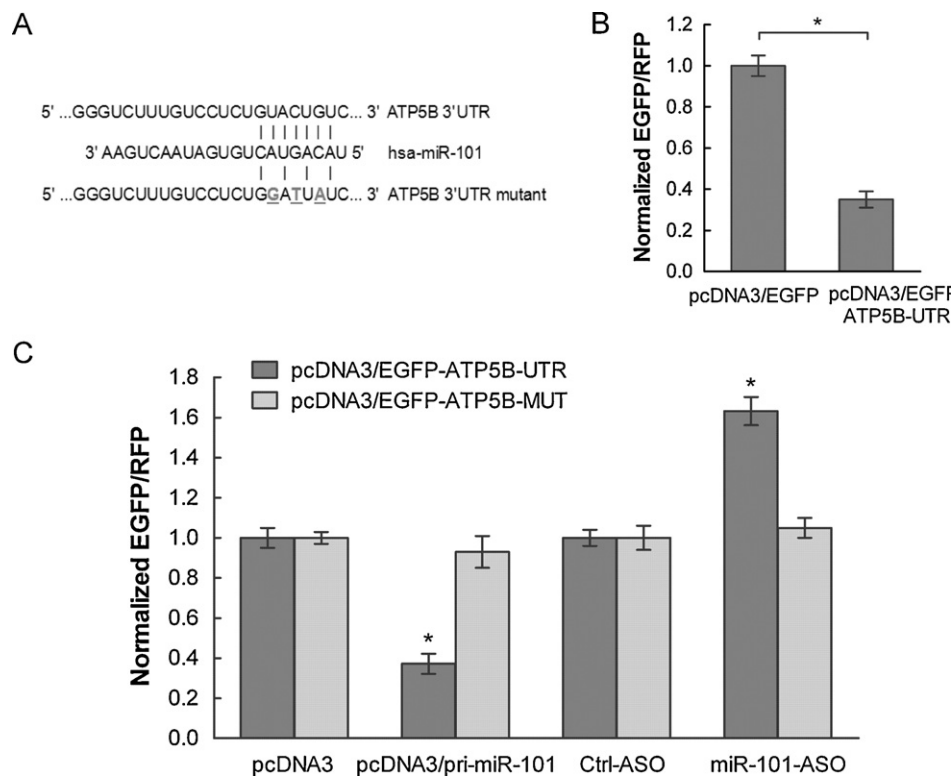 A
5' ...GGGUCUUUGUCCUCUGUACUGUC... 3' ATP5B 3'UTR
3' AAGUCAAUAGUGUCAUGACAU 5' hsa-miR-101
5' ...GGGUCUUUGUCCUCUGGATUAUC... 3' ATP5B 3'UTR mutant
B
Normalized EGFP/RFP
1.2
1.0
0.8
0.6
0.4
0.2
0.0
*
pcDNA3/EGFP
pcDNA3/EGFP
ATP5B-UTR
C
pcDNA3/EGFP-ATP5B-UTR
pcDNA3/EGFP-ATP5B-MUT
Normalized EGFP/RFP
1.8
1.6
1.4
1.2
1.0
0.8
0.6
0.4
0.2
0.0
*
*
pcDNA3
pcDNA3/pri-miR-101
Ctrl-ASO
miR-101-ASO